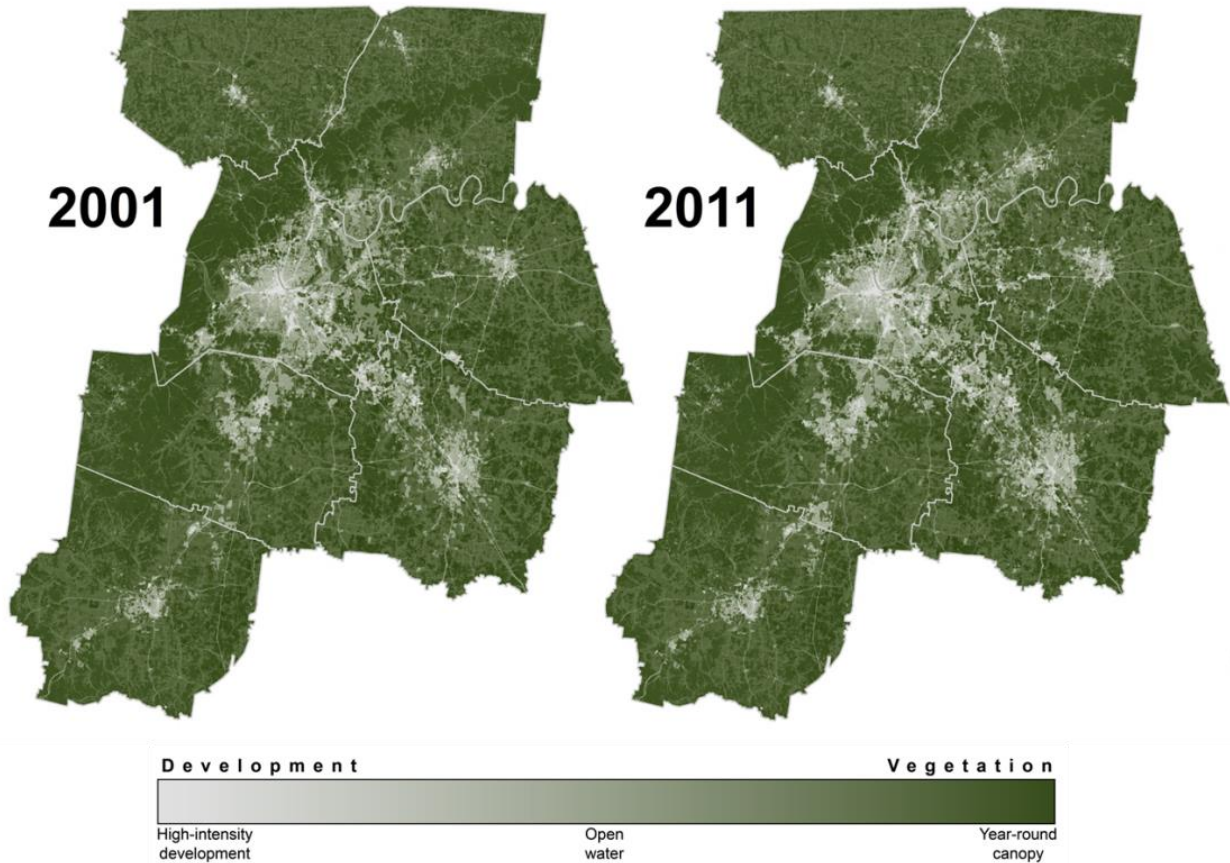 2001
2011
Development
Vegetation
High-intensity
development
Open
water
Year-round
canopy